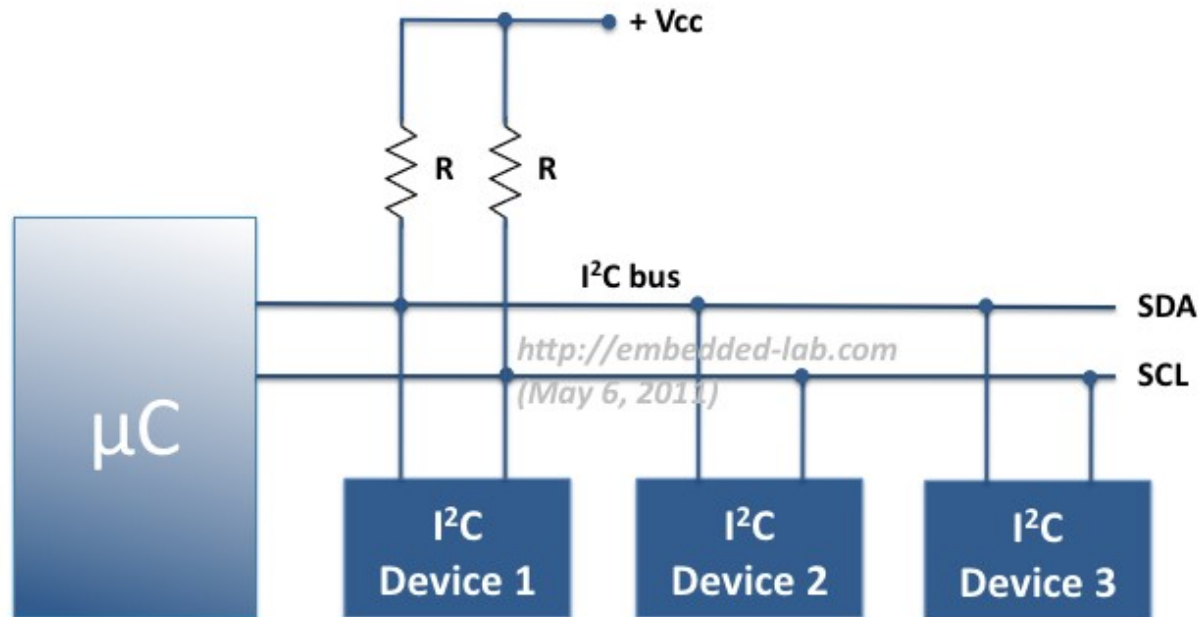 + Vcc
R
R
I²C bus
SDA
http://embedded-lab.com
(May 6, 2011)
SCL
µC
I²C
Device 1
I²C
Device 2
I²C
Device 3